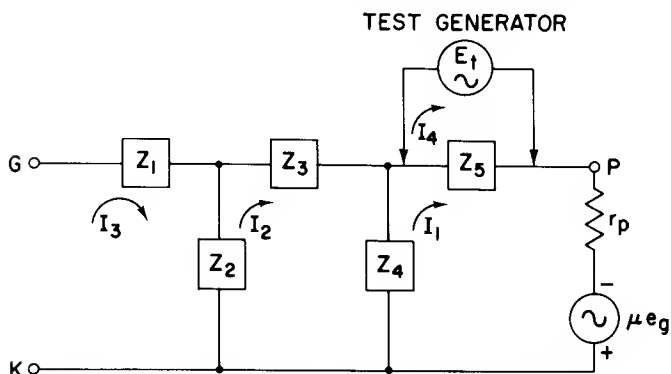 TEST GENERATOR
Et
I4
G Z1 Z3 Z5 P
I3 I2 I1 rp
Z2 Z4
−
μeg
+
K